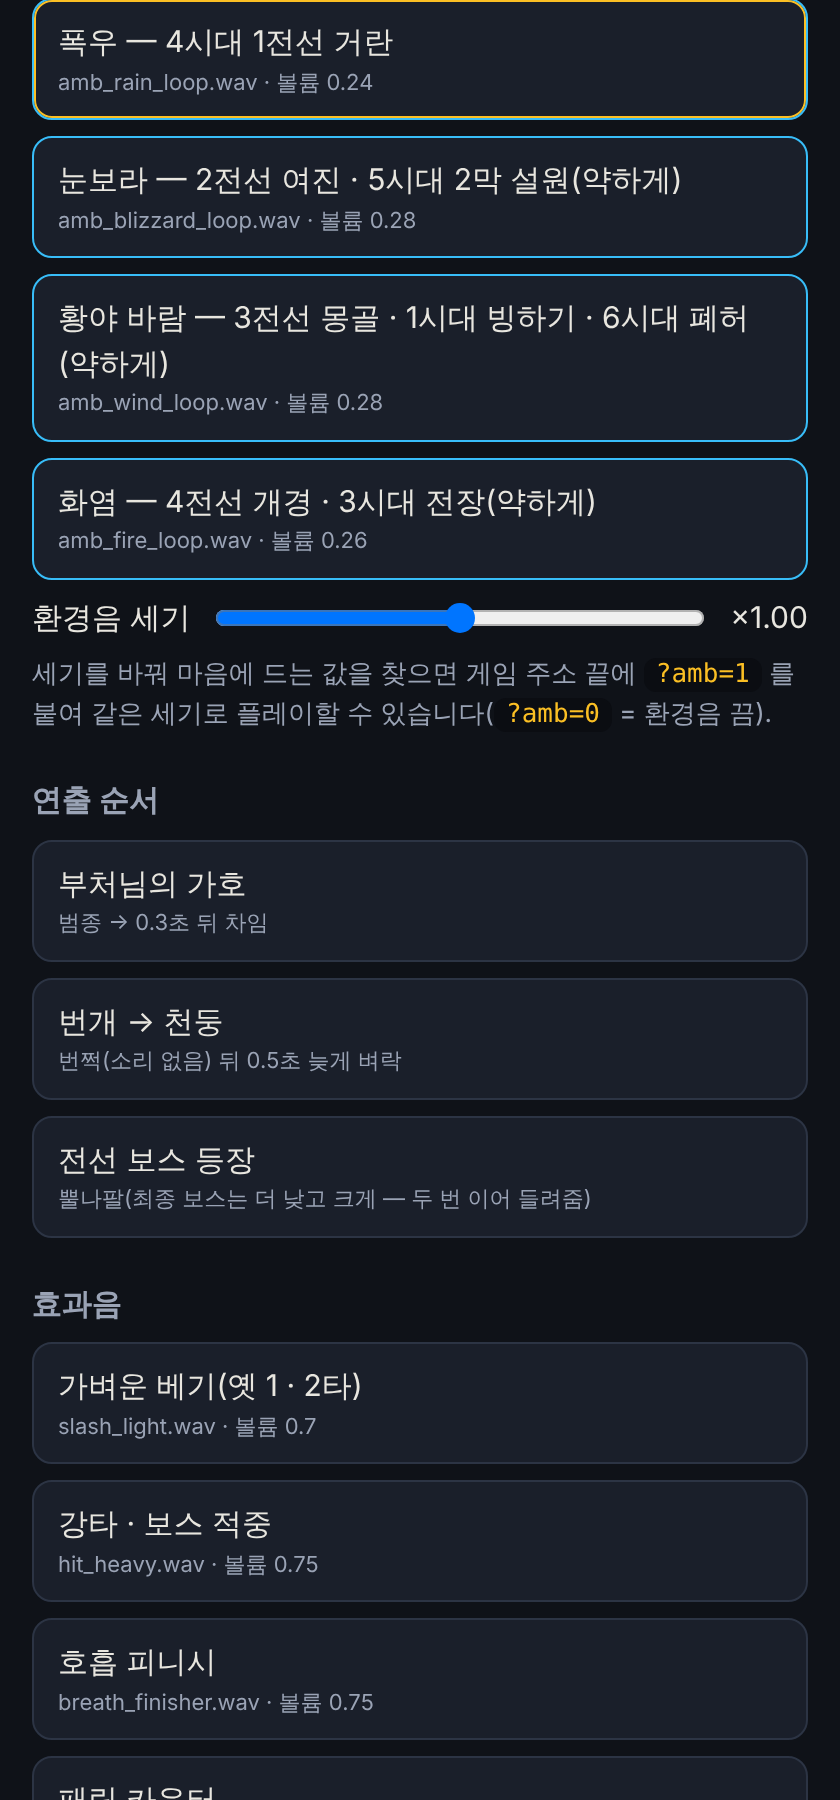 폭우 — 4시대 1전선 거란
amb_rain_loop.wav · 볼륨 0.24
눈보라 — 2전선 여진 · 5시대 2막 설원(약하게)
amb_blizzard_loop.wav · 볼륨 0.28
황야 바람 — 3전선 몽골 · 1시대 빙하기 · 6시대 폐허
(약하게)
amb_wind_loop.wav · 볼륨 0.28
화염 — 4전선 개경 · 3시대 전장(약하게)
amb_fire_loop.wav · 볼륨 0.26
환경음 세기 ×1.00
세기를 바꿔 마음에 드는 값을 찾으면 게임 주소 끝에 ?amb=1 를
붙여 같은 세기로 플레이할 수 있습니다( ?amb=0 = 환경음 끔).
연출 순서
부처님의 가호
범종 → 0.3초 뒤 차임
번개 → 천둥
번쩍(소리 없음) 뒤 0.5초 늦게 벼락
전선 보스 등장
뿔나팔(최종 보스는 더 낮고 크게 — 두 번 이어 들려줌)
효과음
가벼운 베기(옛 1 · 2타)
slash_light.wav · 볼륨 0.7
강타 · 보스 적중
hit_heavy.wav · 볼륨 0.75
호흡 피니시
breath_finisher.wav · 볼륨 0.75